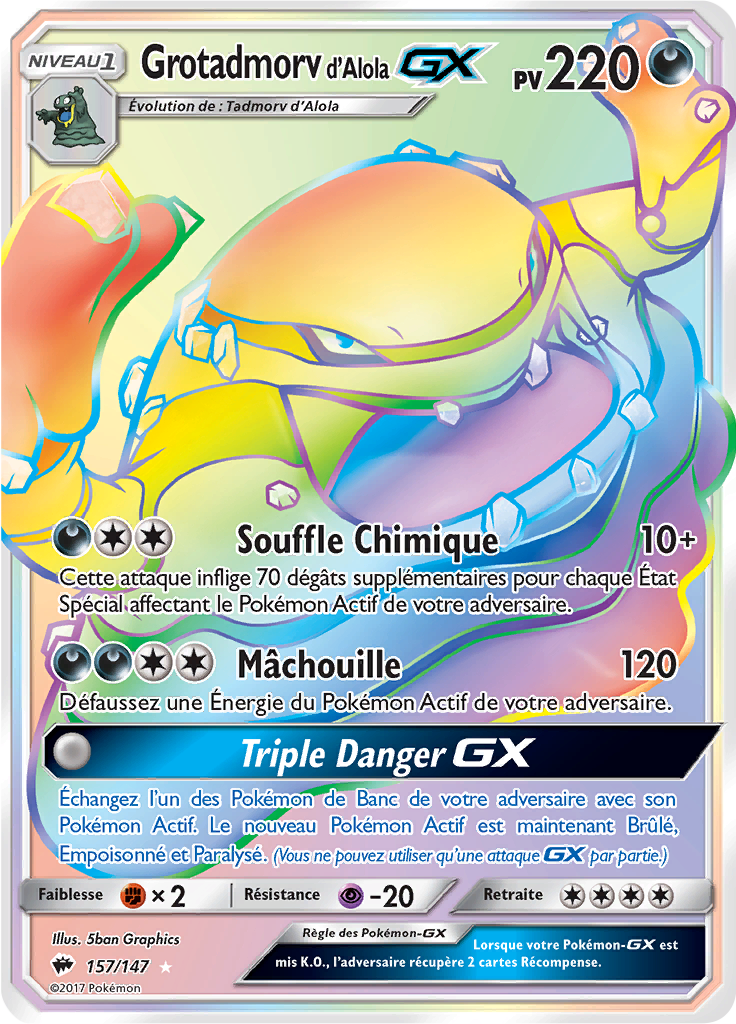 NIVEAU 1
Grotadmorv d'Alola GX PV 220
Évolution de : Tadmorv d'Alola
Souffle Chimique 10+
Cette attaque inflige 70 dégâts supplémentaires pour chaque État
Spécial affectant le Pokémon Actif de votre adversaire.
Mâchouille 120
Défaussez une Énergie du Pokémon Actif de votre adversaire.
Triple Danger GX
Échangez l'un des Pokémon de Banc de votre adversaire avec son
Pokémon Actif. Le nouveau Pokémon Actif est maintenant Brûlé,
Empoisonné et Paralysé. (Vous ne pouvez utiliser qu'une attaque GX par partie.)
Faiblesse ×2 Résistance -20 Retraite
Illus. 5ban Graphics
Règle des Pokémon-GX
Lorsque votre Pokémon-GX est
mis K.O., l'adversaire récupère 2 cartes Récompense.
157/147
©2017 Pokémon